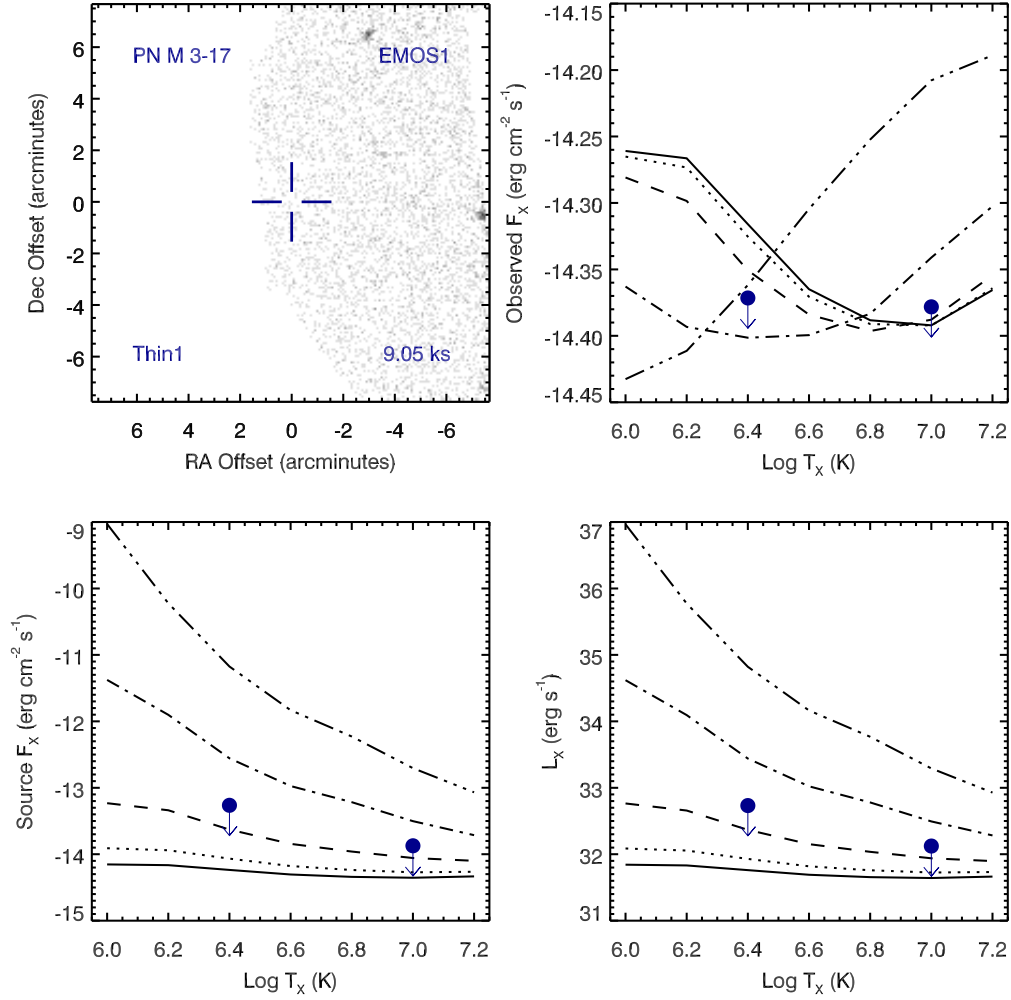 PN M 3-17 EMOS1
Thin1 9.05 ks
Dec Offset (arcminutes)
6
4
2
0
-2
-4
-6
6 4 2 0 -2 -4 -6
RA Offset (arcminutes)
Observed F_X (erg cm^-2 s^-1)
-14.15
-14.20
-14.25
-14.30
-14.35
-14.40
-14.45
6.0 6.2 6.4 6.6 6.8 7.0 7.2
Log T_X (K)
Source F_X (erg cm^-2 s^-1)
-9
-10
-11
-12
-13
-14
-15
6.0 6.2 6.4 6.6 6.8 7.0 7.2
Log T_X (K)
L_X (erg s^-1)
37
36
35
34
33
32
31
6.0 6.2 6.4 6.6 6.8 7.0 7.2
Log T_X (K)